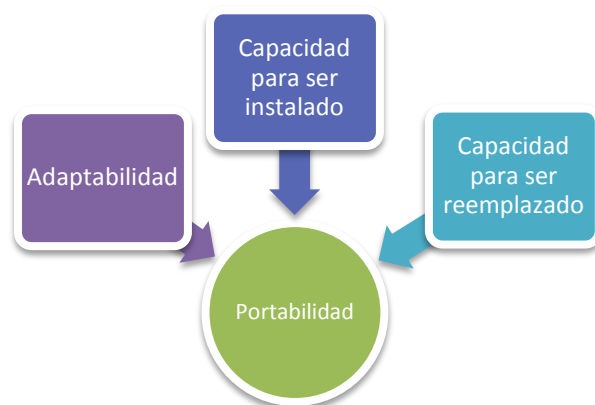 Capacidad
para ser
instalado
Adaptabilidad
Capacidad
para ser
reemplazado
Portabilidad